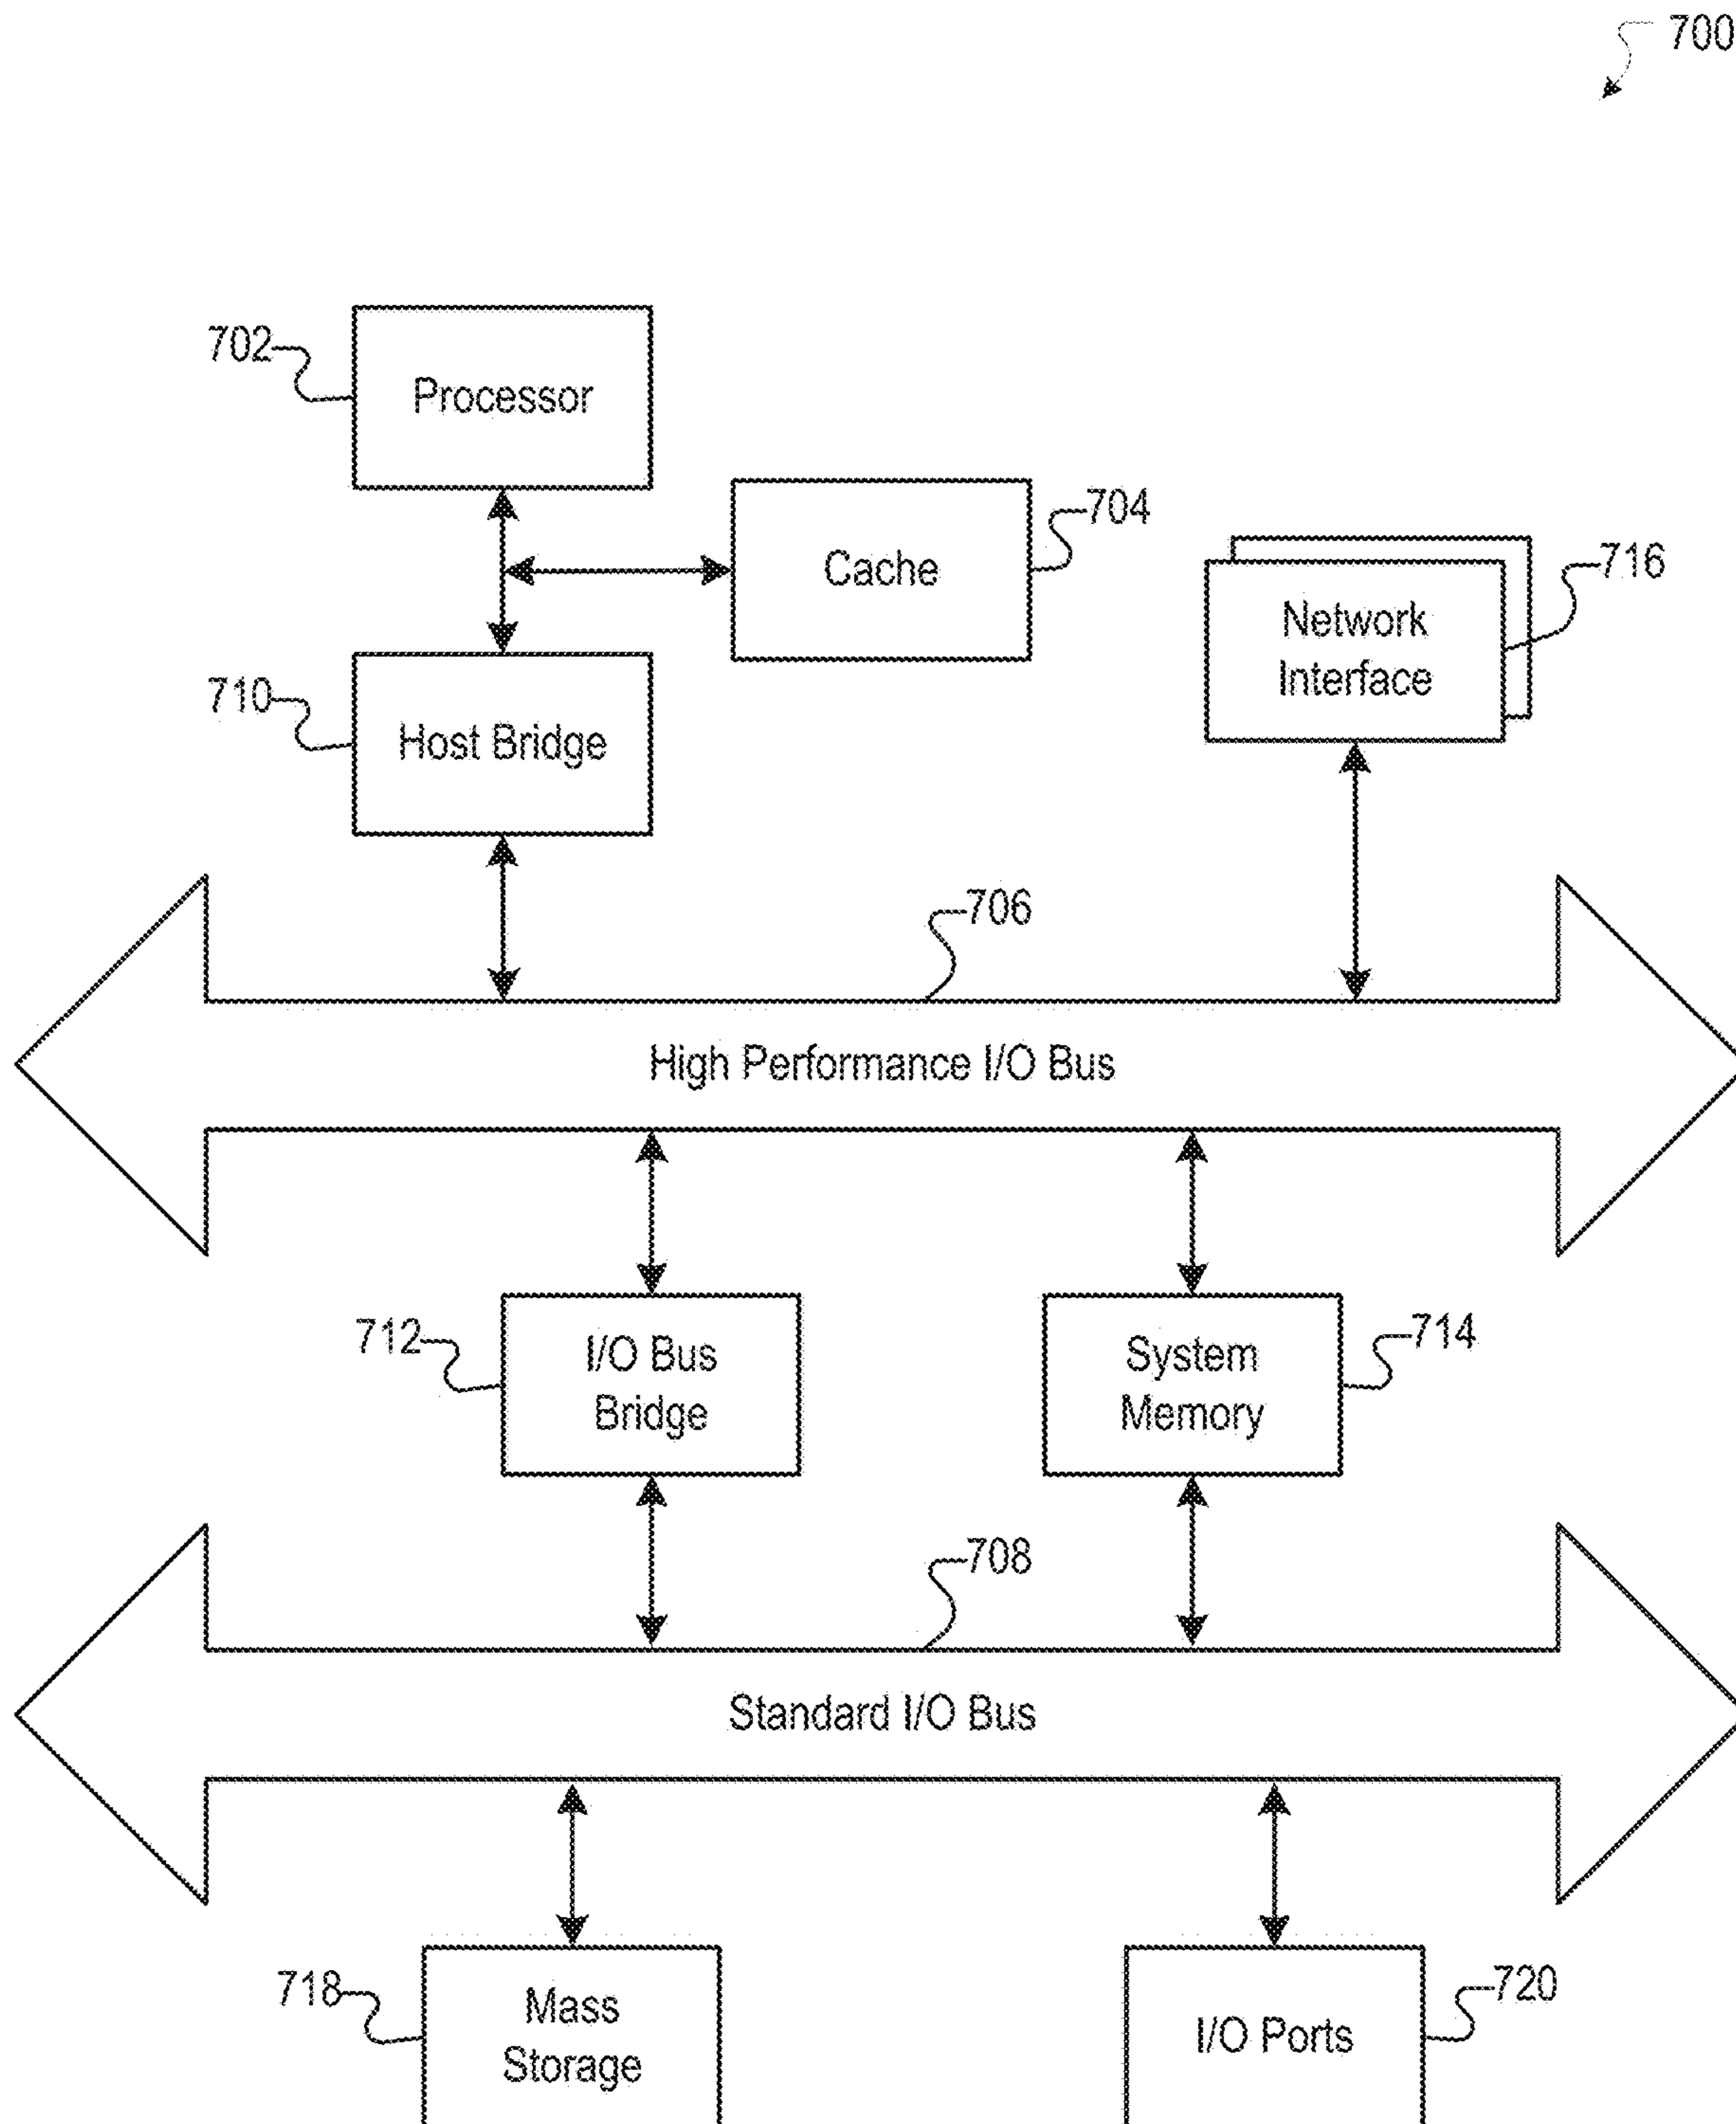 700
702
Processor
704
Cache
716
Network
Interface
710
Host Bridge
706
High Performance I/O Bus
712
I/O Bus
Bridge
System
Memory
714
708
Standard I/O Bus
718
Mass
Storage
I/O Ports
720